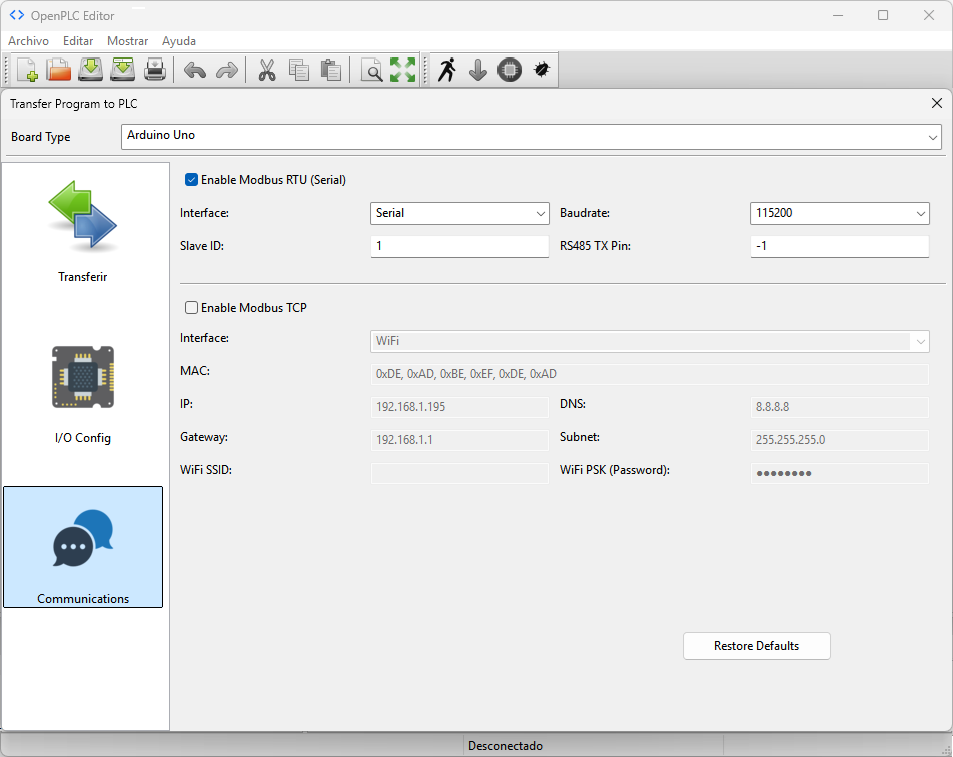 OpenPLC Editor
Archivo Editar Mostrar Ayuda
Transfer Program to PLC
Board Type Arduino Uno
Transferir
I/O Config
Communications
Enable Modbus RTU (Serial)
Interface: Serial Baudrate: 115200
Slave ID: 1 RS485 TX Pin: -1
Enable Modbus TCP
Interface: WiFi
MAC: 0xDE, 0xAD, 0xBE, 0xEF, 0xDE, 0xAD
IP: 192.168.1.195 DNS: 8.8.8.8
Gateway: 192.168.1.1 Subnet: 255.255.255.0
WiFi SSID: WiFi PSK (Password): ●●●●●●●●
Restore Defaults
Desconectado